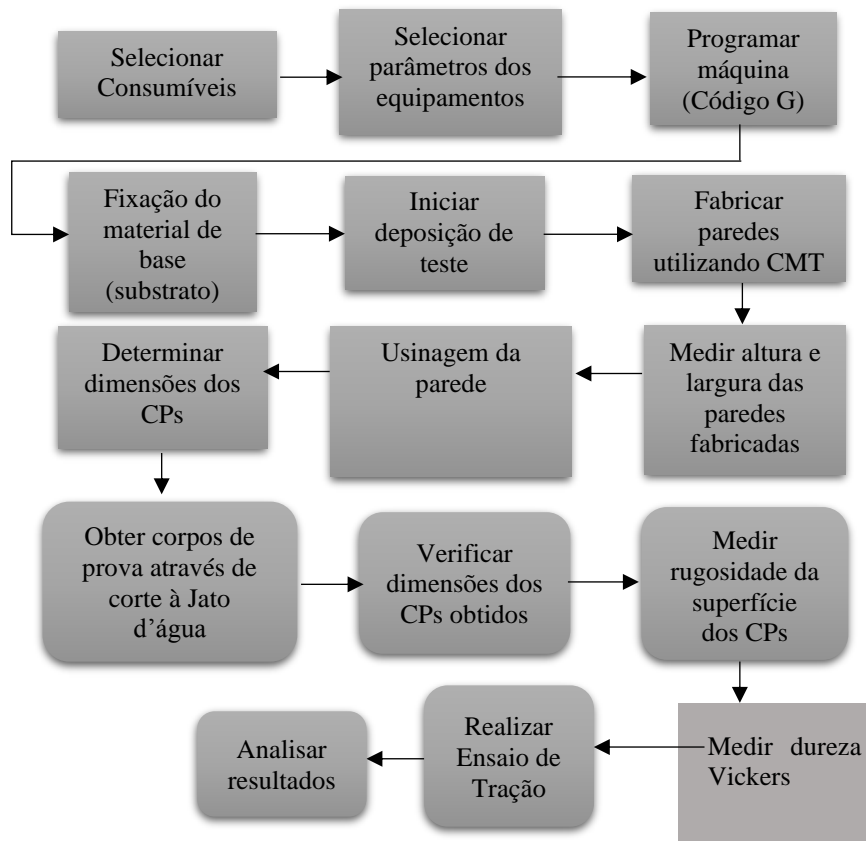 Selecionar
Consumíveis
Selecionar
parâmetros dos
equipamentos
Programar
máquina
(Código G)
Fixação do
material de
base
(substrato)
Iniciar
deposição de
teste
Fabricar
paredes
utilizando CMT
Medir altura e
largura das
paredes
fabricadas
Usinagem da
parede
Determinar
dimensões dos
CPs
Obter corpos de
prova através de
corte à Jato
d’água
Verificar
dimensões dos
CPs obtidos
Medir
rugosidade da
superfície
dos CPs
Medir dureza
Vickers
Realizar
Ensaio de
Tração
Analisar
resultados